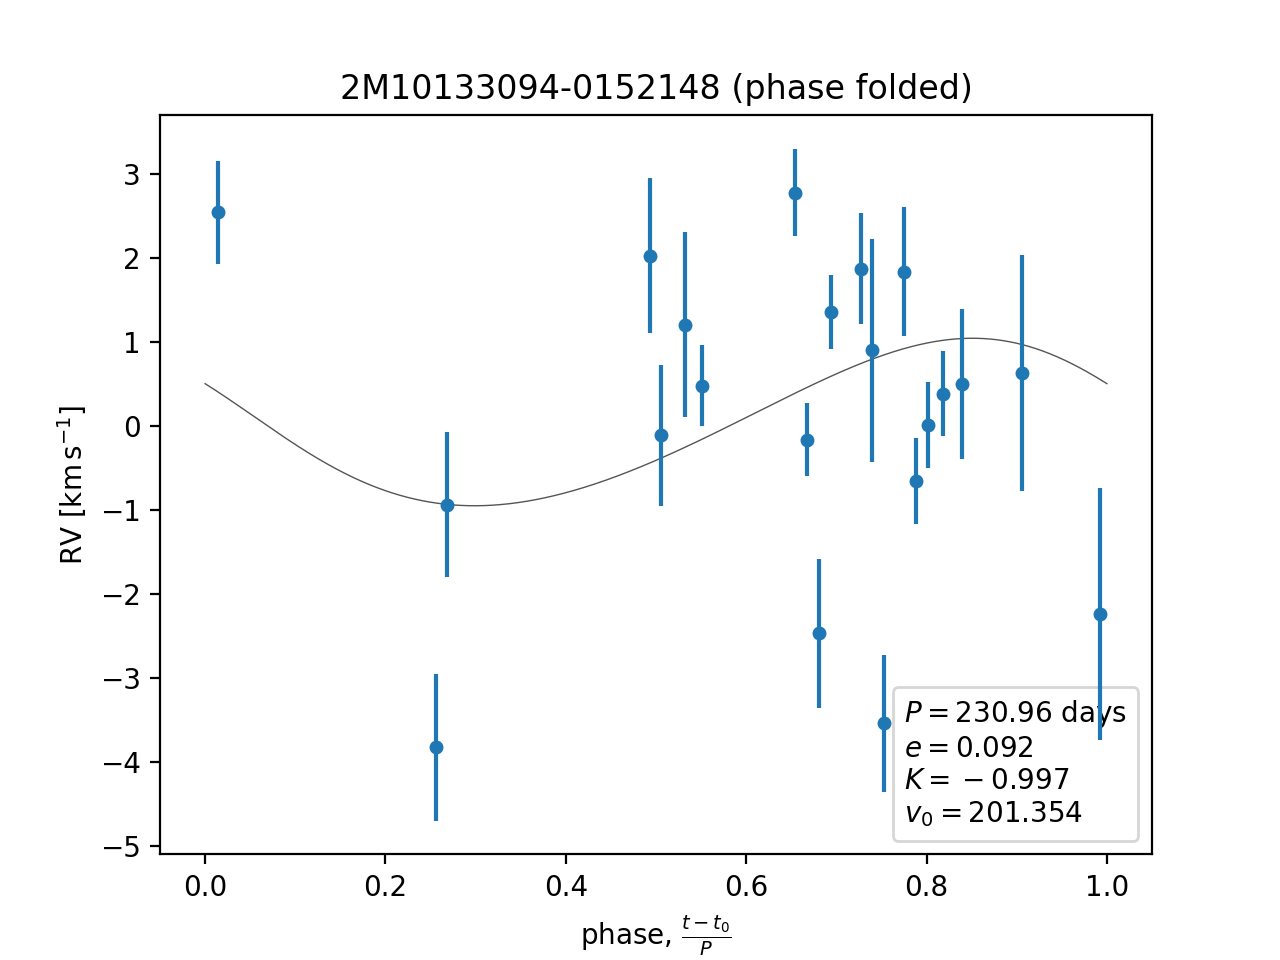 2M10133094-0152148 (phase folded)
RV [km s⁻¹]
3
2
1
0
−1
−2
−3
−4
−5
P = 230.96 days
e = 0.092
K = −0.997
v₀ = 201.354
0.0 0.2 0.4 0.6 0.8 1.0
phase, (t − t₀)/P